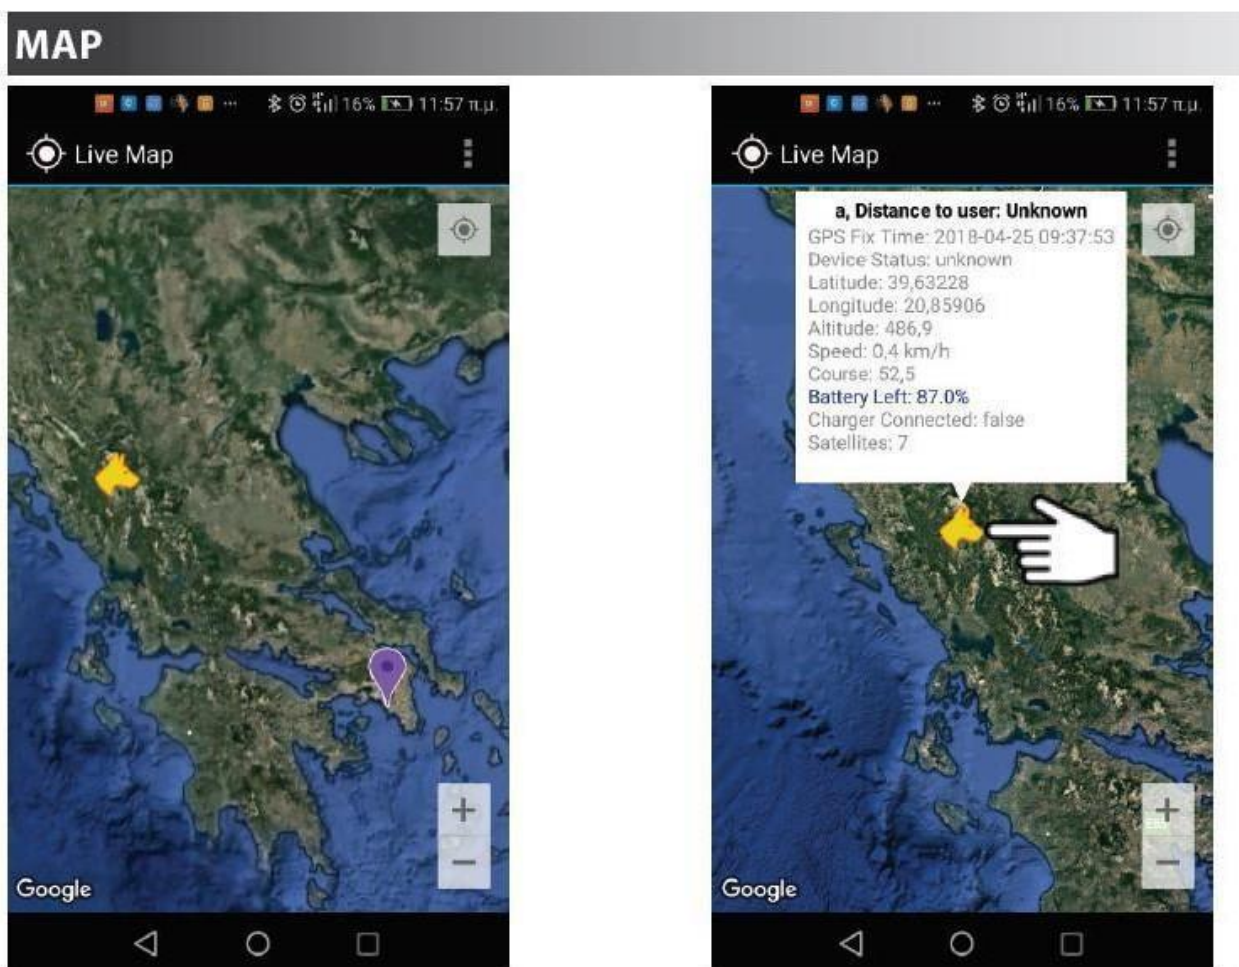 MAP
16% 11:57 π.μ.
Live Map
Google
16% 11:57 π.μ.
Live Map
a, Distance to user: Unknown
GPS Fix Time: 2018-04-25 09:37:53
Device Status: unknown
Latitude: 39,63228
Longitude: 20,85906
Altitude: 486,9
Speed: 0,4 km/h
Course: 52,5
Battery Left: 87.0%
Charger Connected: false
Satellites: 7
Google